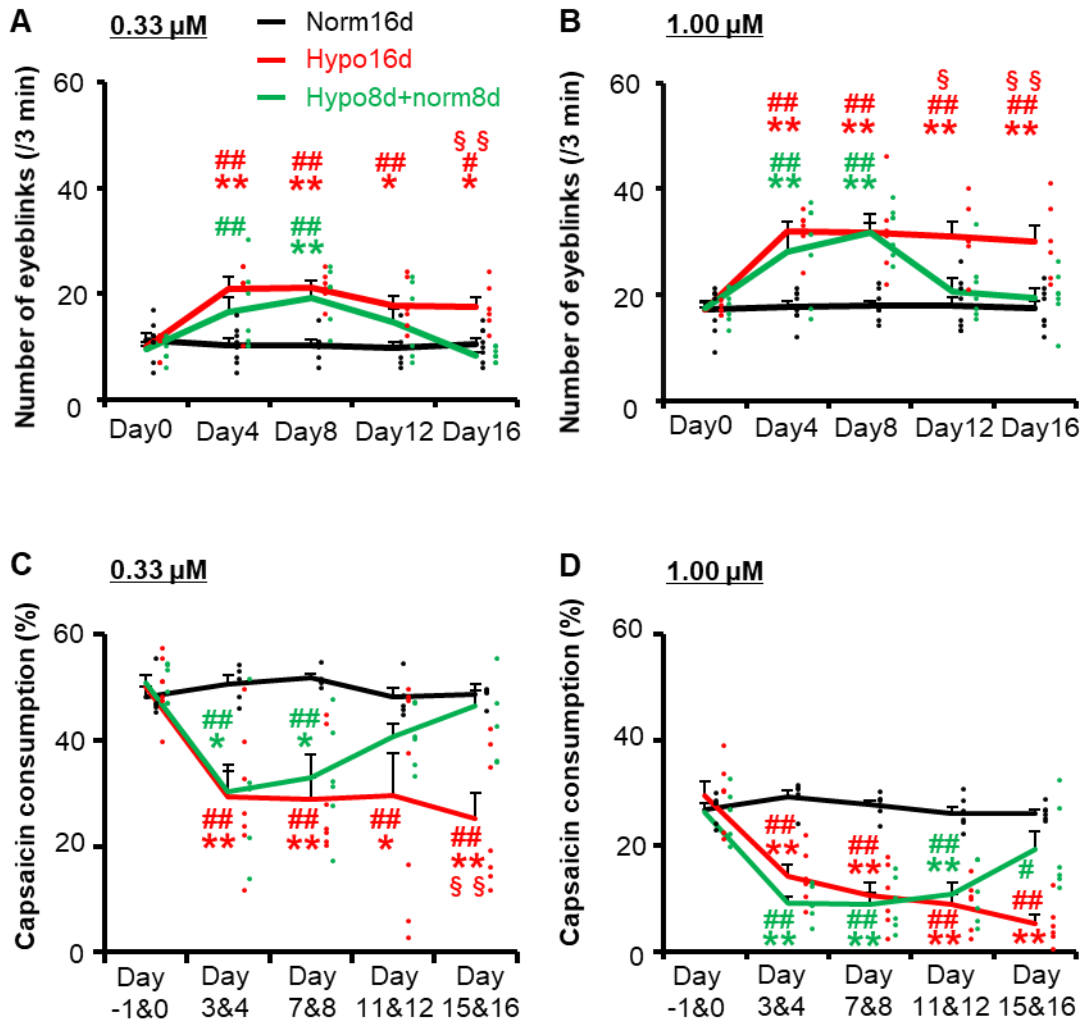 A
0.33 µM
Norm16d
Hypo16d
Hypo8d+norm8d
Number of eyeblinks (/3 min)
60
40
20
0
§ §
## ## ## #
** ** * *
## ##
**
Day0 Day4 Day8 Day12 Day16
B
1.00 µM
Number of eyeblinks (/3 min)
60
40
20
0
§ § §
## ## ## ##
** ** ** **
## ##
** **
Day0 Day4 Day8 Day12 Day16
C
0.33 µM
Capsaicin consumption (%)
60
40
20
0
## ##
* *
## ## ## ##
** ** * **
§ §
Day Day Day Day Day
-1&0 3&4 7&8 11&12 15&16
D
1.00 µM
Capsaicin consumption (%)
60
40
20
0
## ## ##
** ** **
#
## ## ## ##
** ** ** **
Day Day Day Day Day
-1&0 3&4 7&8 11&12 15&16